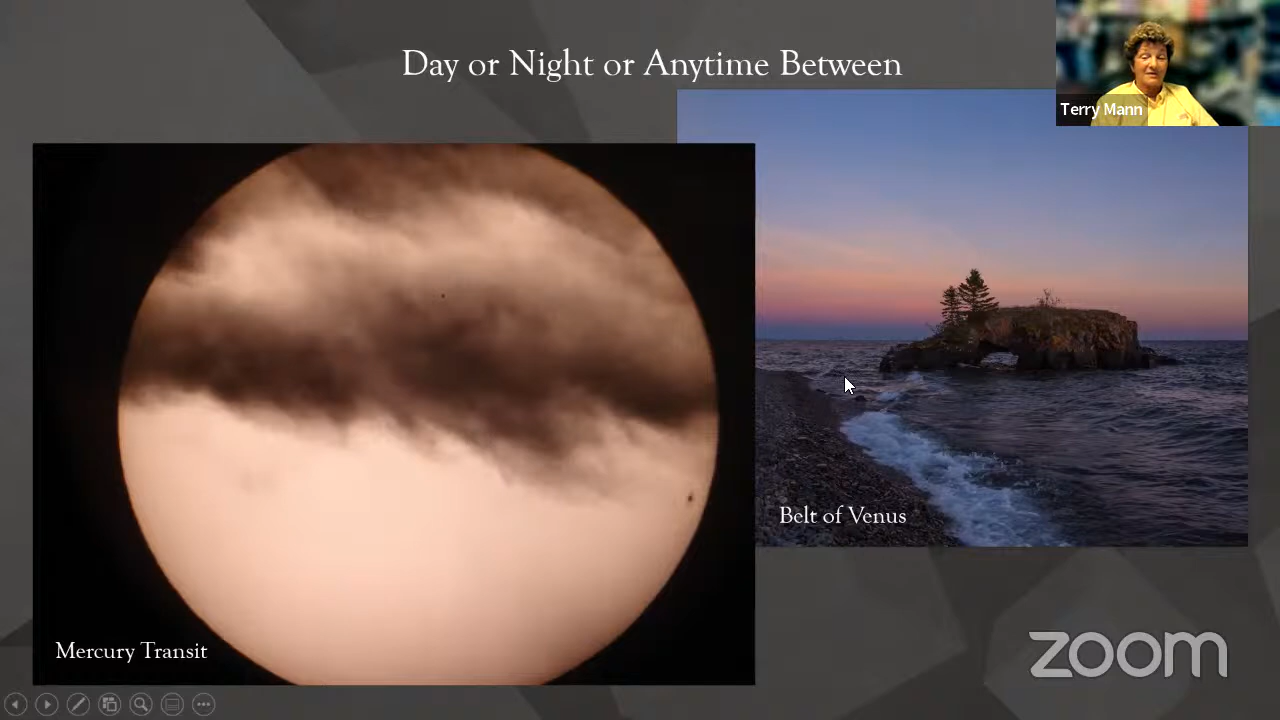 Day or Night or Anytime Between
Terry Mann
Belt of Venus
Mercury Transit
zoom